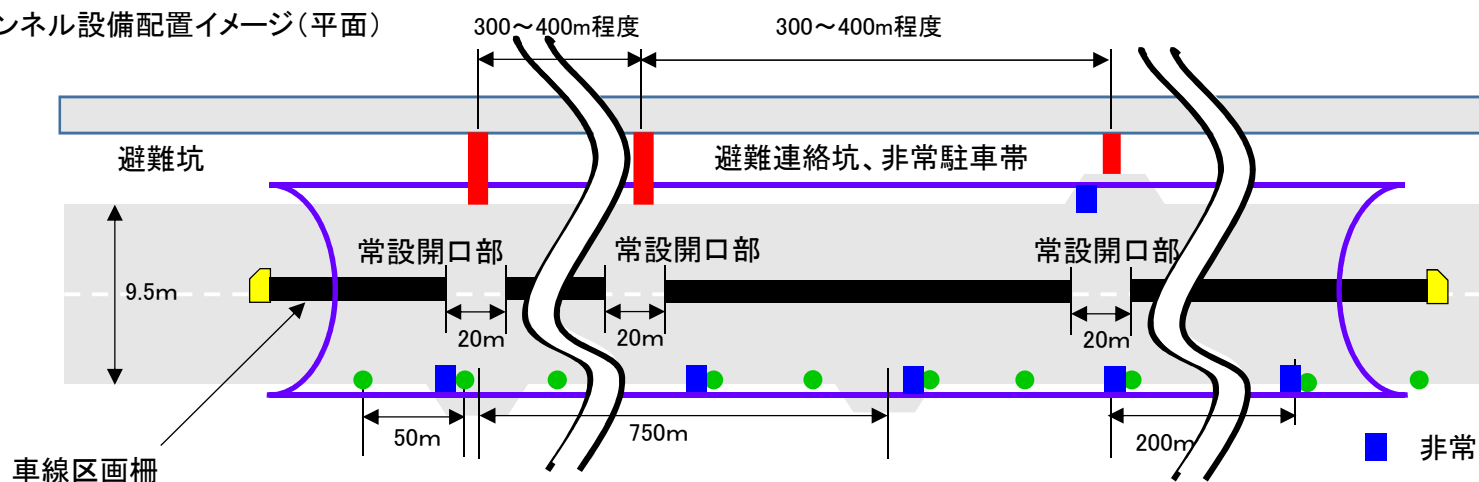 ンネル設備配置イメージ(平面)
300～400m程度
300～400m程度
避難坑
避難連絡坑、非常駐車帯
常設開口部
常設開口部
常設開口部
9.5m
20m
20m
20m
50m
750m
200m
非常
車線区画柵